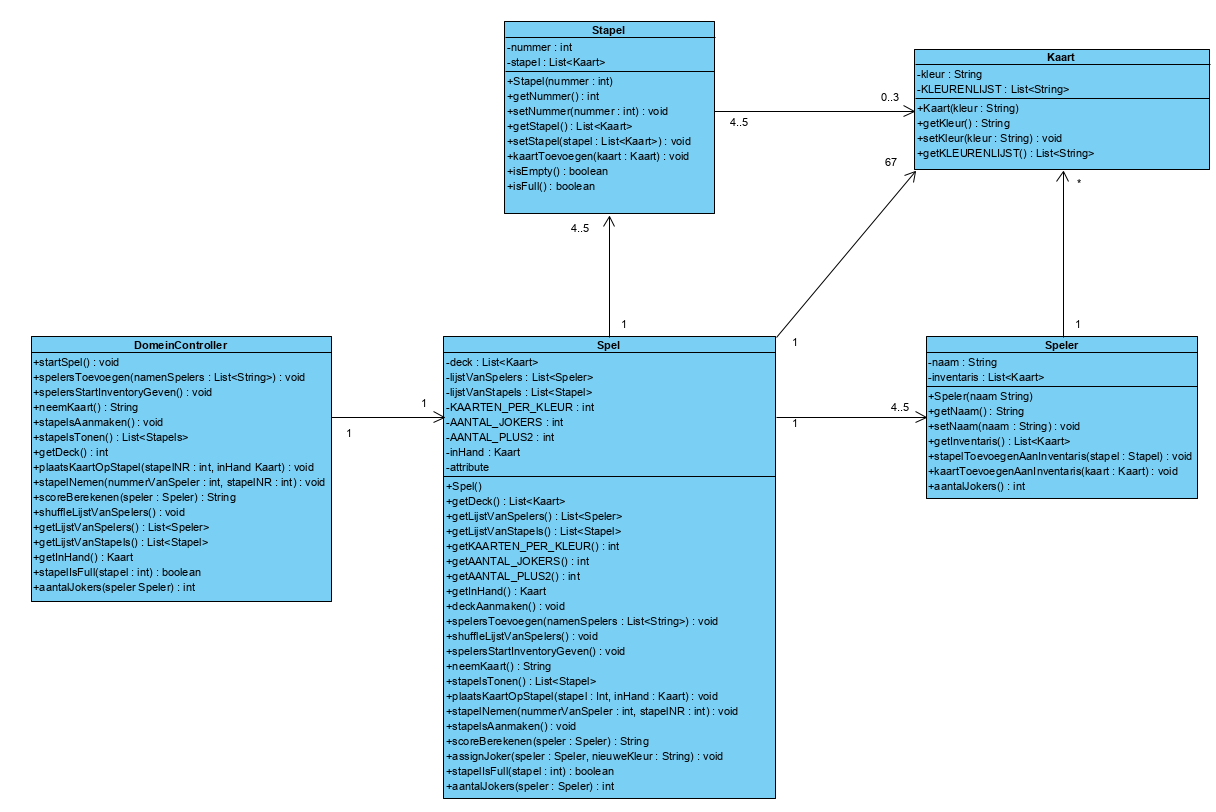 Stapel
-nummer : int
-stapel : List<Kaart>
+Stapel(nummer : int)
+getNummer() : int
+setNummer(nummer : int) : void
+getStapel() : List<Kaart>
+setStapel(stapel : List<Kaart>) : void
+kaartToevoegen(kaart : Kaart) : void
+isEmpty() : boolean
+isFull() : boolean
Kaart
-kleur : String
-KLEURENLIJST : List<String>
+Kaart(kleur : String)
+getKleur() : String
+setKleur(kleur : String) : void
+getKLEURENLIJST() : List<String>
0..3
4..5
67
*
4..5
1
1
1
DomeinController
+startSpel() : void
+spelersToevoegen(namenSpelers : List<String>) : void
+spelersStartInventoryGeven() : void
+neemKaart() : String
+stapelsAanmaken() : void
+stapelsTonen() : List<Stapels>
+getDeck() : int
+plaatsKaartOpStapel(stapelNR : int, inHand Kaart) : void
+stapelNemen(nummerVanSpeler : int, stapelNR : int) : void
+scoreBerekenen(speler : Speler) : String
+shuffleLijstVanSpelers() : void
+getLijstVanSpelers() : List<Speler>
+getLijstVanStapels() : List<Stapel>
+getInHand() : Kaart
+stapelIsFull(stapel : int) : boolean
+aantalJokers(speler Speler) : int
1
1
Spel
-deck : List<Kaart>
-lijstVanSpelers : List<Speler>
-lijstVanStapels : List<Stapel>
-KAARTEN_PER_KLEUR : int
-AANTAL_JOKERS : int
-AANTAL_PLUS2 : int
-inHand : Kaart
-attribute
+Spel()
+getDeck() : List<Kaart>
+getLijstVanSpelers() : List<Speler>
+getLijstVanStapels() : List<Stapel>
+getKAARTEN_PER_KLEUR() : int
+getAANTAL_JOKERS() : int
+getAANTAL_PLUS2() : int
+getInHand() : Kaart
+deckAanmaken() : void
+spelersToevoegen(namenSpelers : List<String>) : void
+shuffleLijstVanSpelers() : void
+spelersStartInventoryGeven() : void
+neemKaart() : String
+stapelsTonen() : List<Stapel>
+plaatsKaartOpStapel(stapel : Int, inHand : Kaart) : void
+stapelNemen(nummerVanSpeler : int, stapelNR : int) : void
+stapelsAanmaken() : void
+scoreBerekenen(speler : Speler) : String
+assignJoker(speler : Speler, nieuweKleur : String) : void
+stapelIsFull(stapel : int) : boolean
+aantalJokers(speler : Speler) : int
4..5
1
Speler
-naam : String
-inventaris : List<Kaart>
+Speler(naam String)
+getNaam() : String
+setNaam(naam : String) : void
+getInventaris() : List<Kaart>
+stapelToevoegenAanInventaris(stapel : Stapel) : void
+kaartToevoegenAanInventaris(kaart : Kaart) : void
+aantalJokers() : int